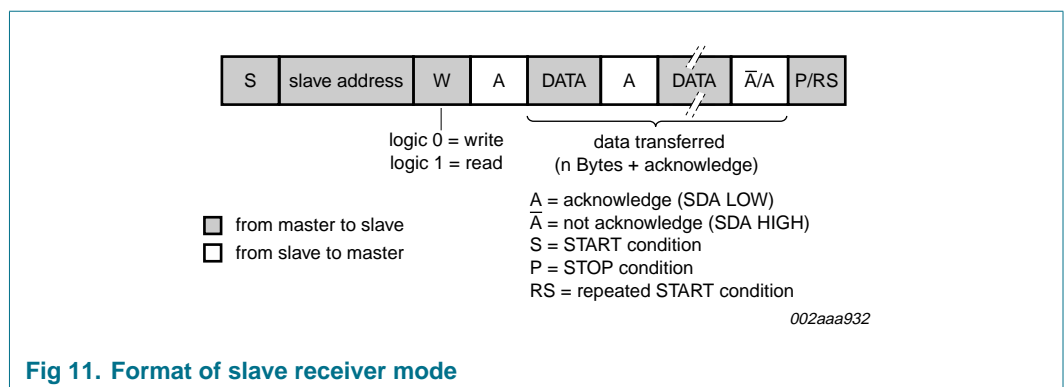 S slave address W A DATA A DATA A̅/A P/RS
logic 0 = write
logic 1 = read
data transferred
(n Bytes + acknowledge)
from master to slave
from slave to master
A = acknowledge (SDA LOW)
A̅ = not acknowledge (SDA HIGH)
S = START condition
P = STOP condition
RS = repeated START condition
002aaa932
Fig 11. Format of slave receiver mode